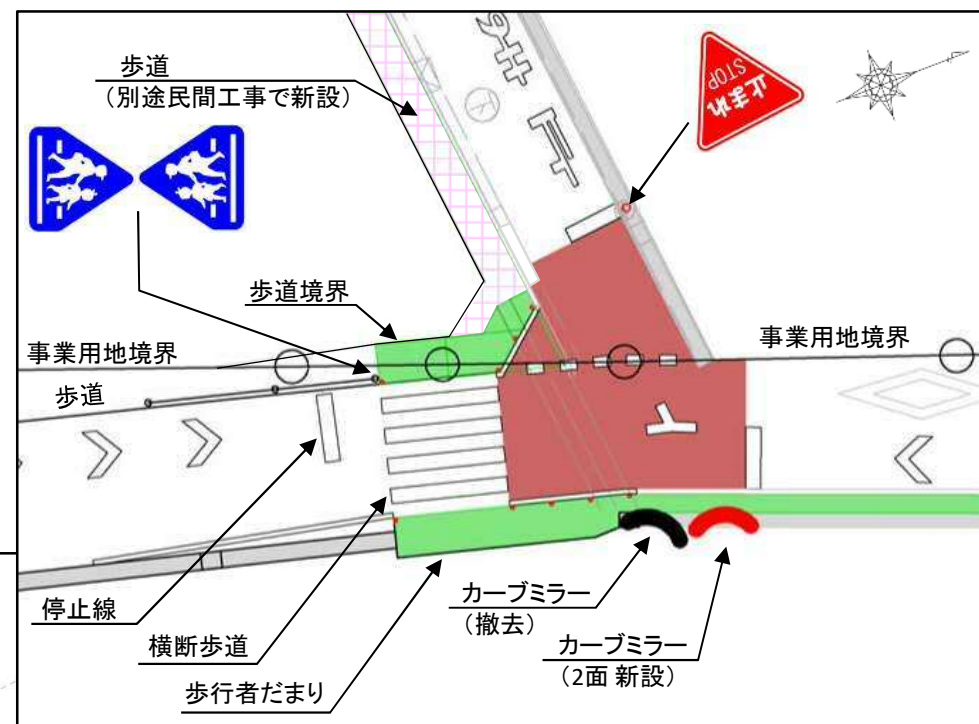 歩道
(別途民間工事で新設)
止まれ
STOP
止まれ
歩道境界
事業用地境界
事業用地境界
歩道
停止線
横断歩道
歩行者だまり
カーブミラー
(撤去)
カーブミラー
(2面 新設)